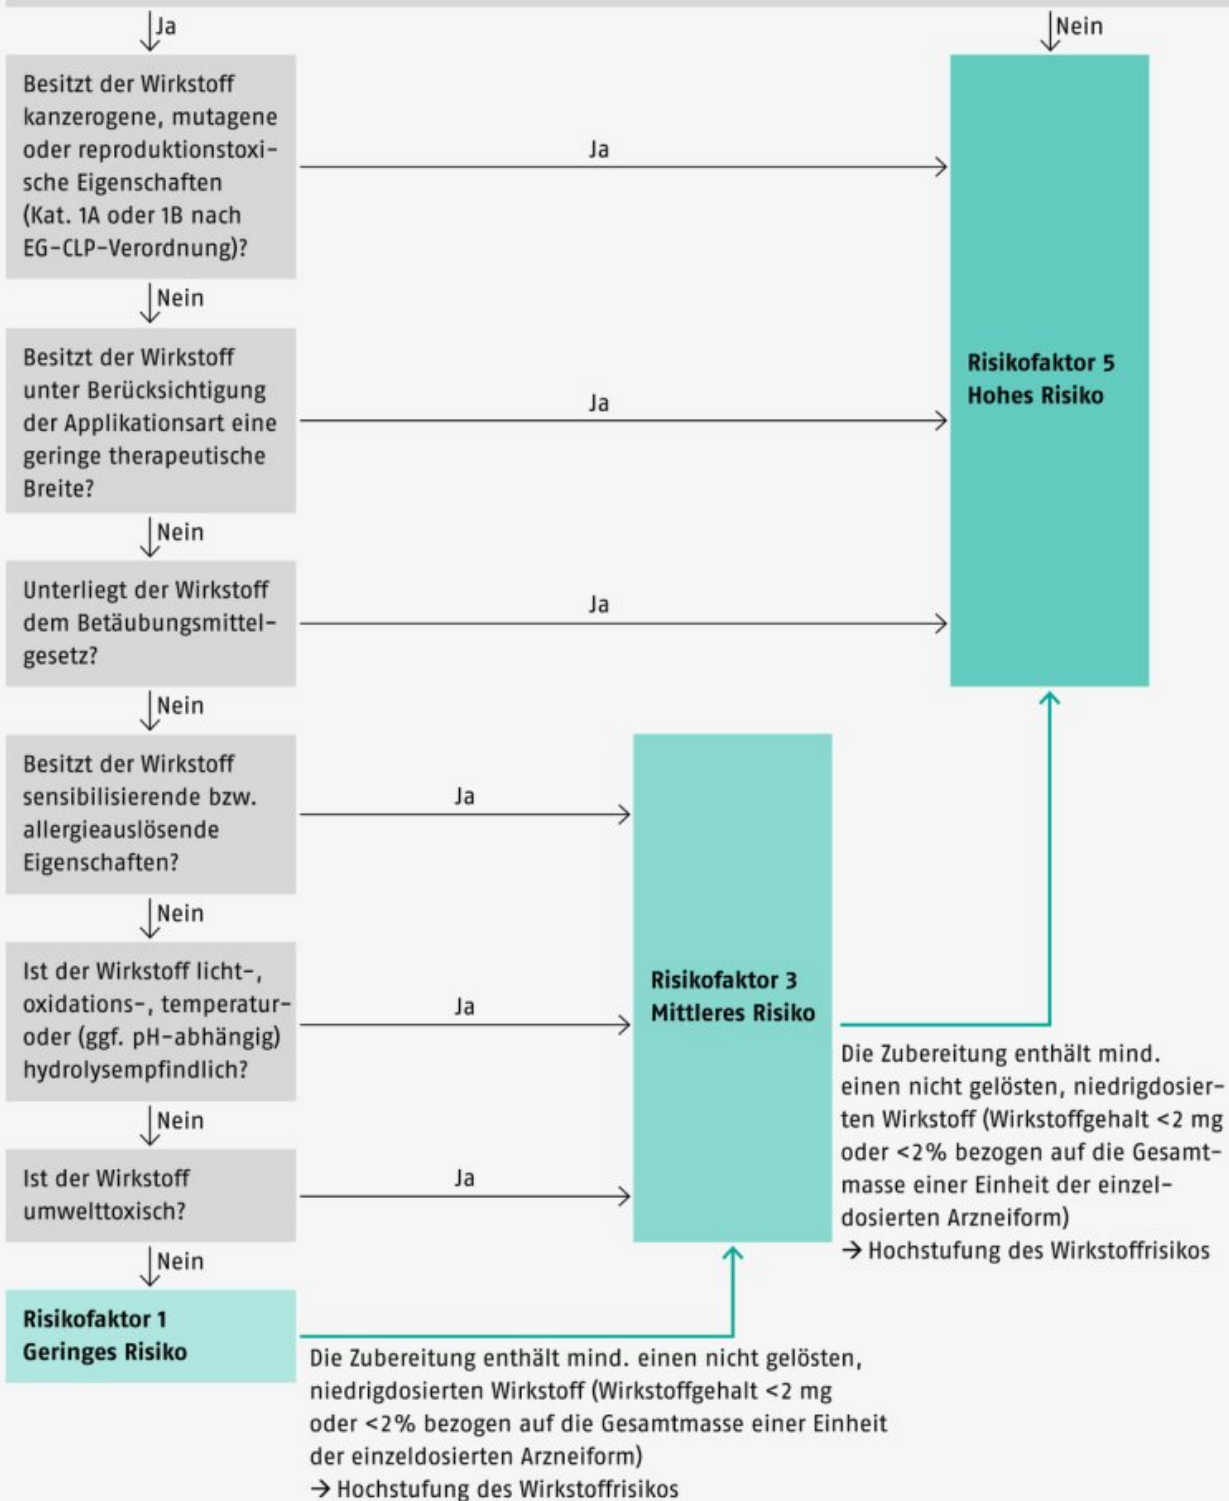 Ja
Nein
Besitzt der Wirkstoff
kanzerogene, mutagene
oder reproduktionstoxi-
sche Eigenschaften
(Kat. 1A oder 1B nach
EG-CLP-Verordnung)?
Ja
Nein
Besitzt der Wirkstoff
unter Berücksichtigung
der Applikationsart eine
geringe therapeutische
Breite?
Ja
Risikofaktor 5
Hohes Risiko
Nein
Unterliegt der Wirkstoff
dem Betäubungsmittel-
gesetz?
Ja
Nein
Besitzt der Wirkstoff
sensibilisierende bzw.
allergieauslösende
Eigenschaften?
Ja
Nein
Ist der Wirkstoff licht-,
oxidations-, temperatur-
oder (ggf. pH-abhängig)
hydrolysempfindlich?
Ja
Risikofaktor 3
Mittleres Risiko
Die Zubereitung enthält mind.
einen nicht gelösten, niedrigdosier-
ten Wirkstoff (Wirkstoffgehalt <2 mg
oder <2% bezogen auf die Gesamt-
masse einer Einheit der einzel-
dosierten Arzneiform)
→ Hochstufung des Wirkstoffrisikos
Nein
Ist der Wirkstoff
umwelttoxisch?
Ja
Nein
Risikofaktor 1
Geringes Risiko
Die Zubereitung enthält mind. einen nicht gelösten,
niedrigdosierten Wirkstoff (Wirkstoffgehalt <2 mg
oder <2% bezogen auf die Gesamtmasse einer Einheit
der einzeldosierten Arzneiform)
→ Hochstufung des Wirkstoffrisikos